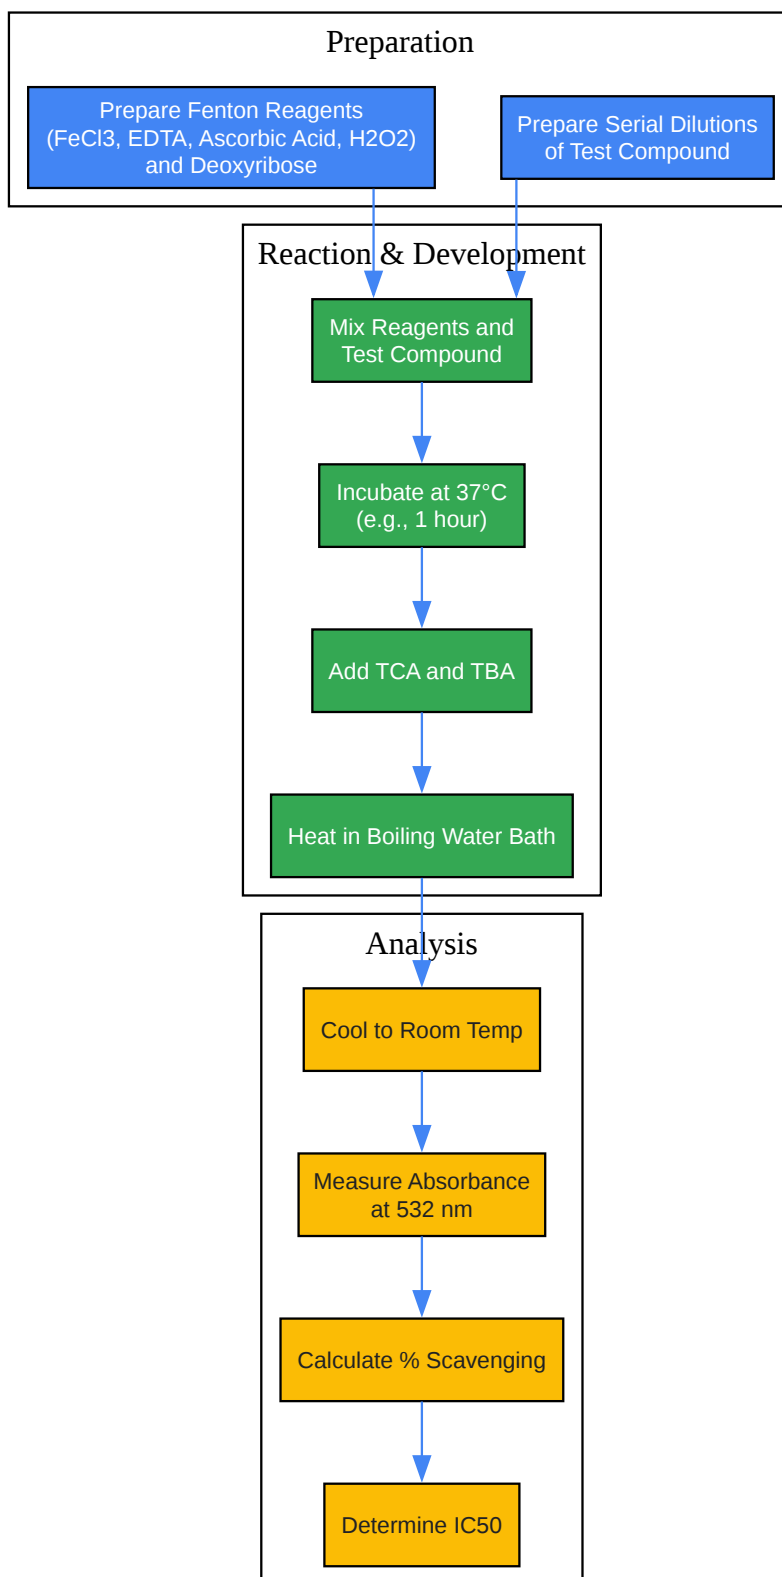 Preparation
Prepare Fenton Reagents
(FeCl3, EDTA, Ascorbic Acid, H2O2)
and Deoxyribose
Prepare Serial Dilutions
of Test Compound
Reaction & Development
Mix Reagents and
Test Compound
Incubate at 37°C
(e.g., 1 hour)
Add TCA and TBA
Heat in Boiling Water Bath
Analysis
Cool to Room Temp
Measure Absorbance
at 532 nm
Calculate % Scavenging
Determine IC50